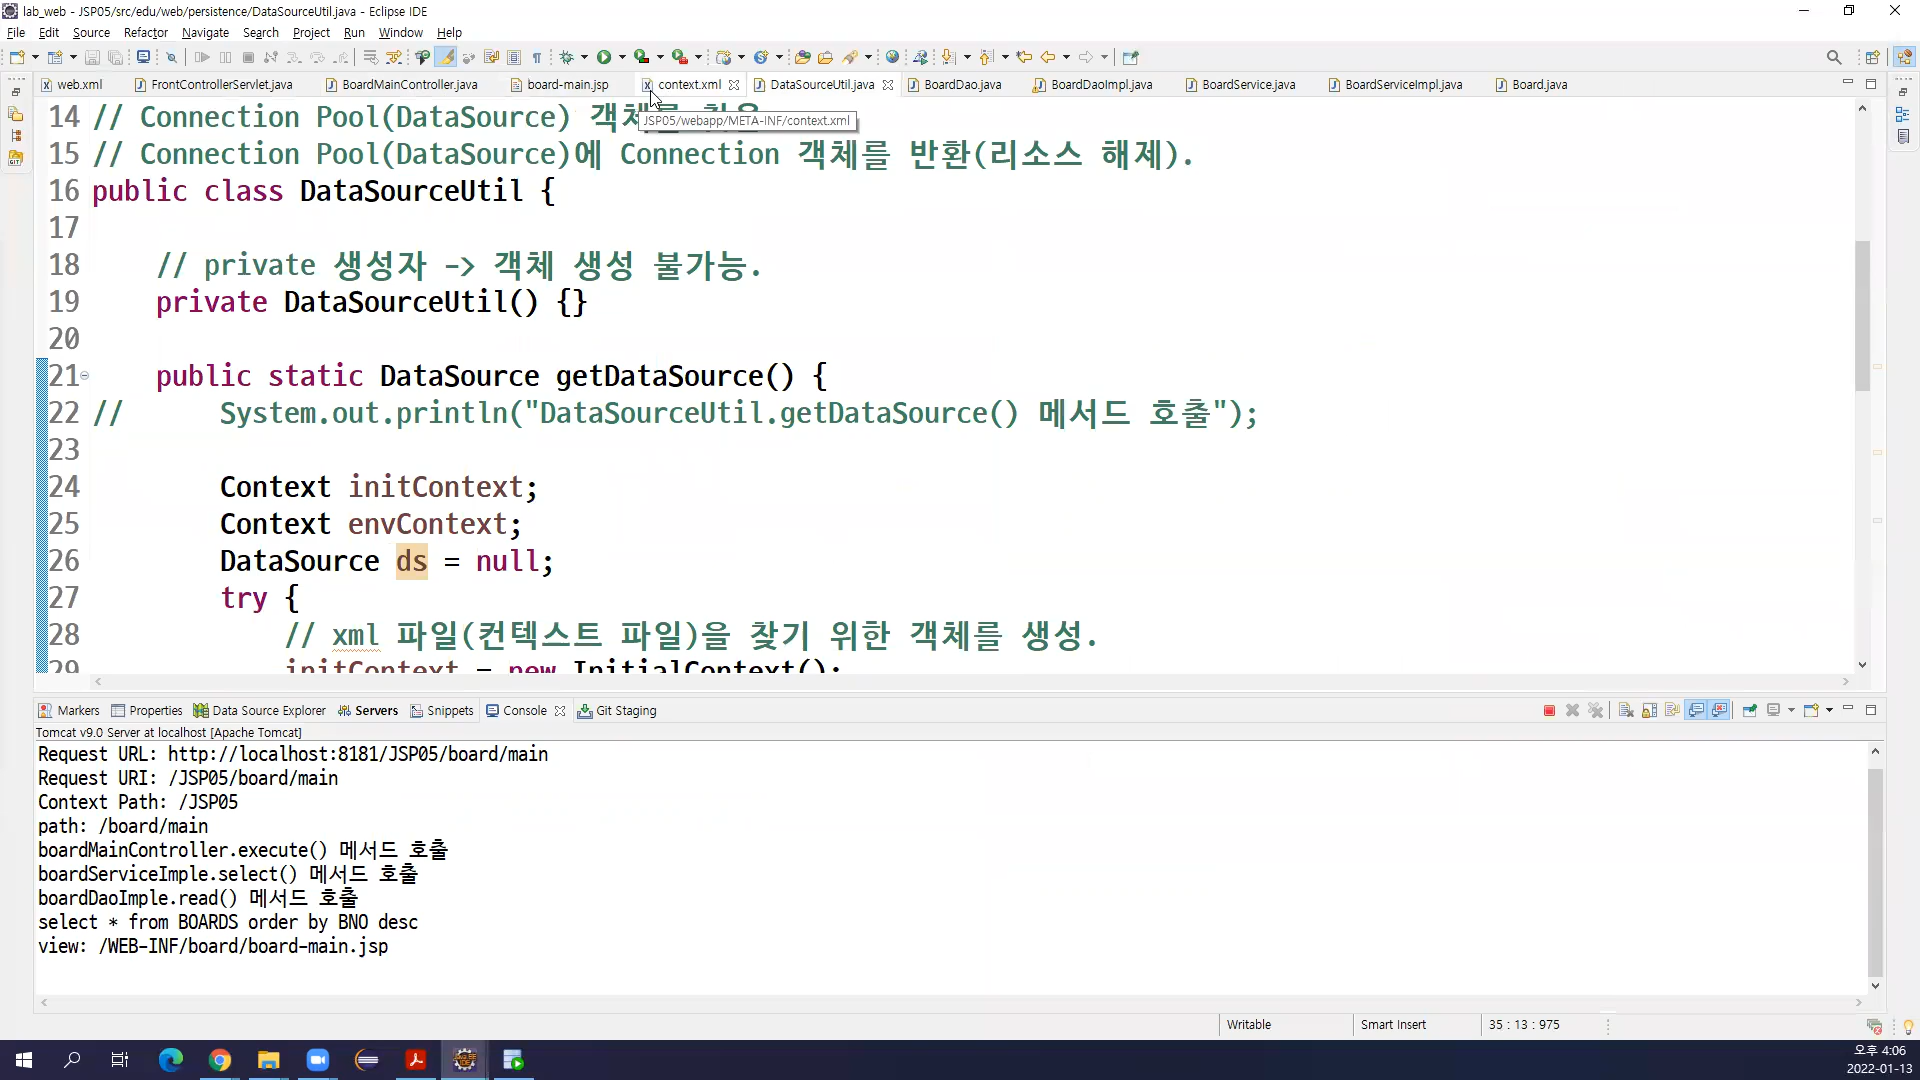 lab_web - JSP05/src/edu/web/persistence/DataSourceUtil.java - Eclipse IDE
File Edit Source Refactor Navigate Search Project Run Window Help
web.xml FrontControllerServlet.java BoardMainController.java board-main.jsp context.xml DataSourceUtil.java BoardDao.java BoardDaoImpl.java BoardService.java BoardServiceImpl.java Board.java
14 // Connection Pool(DataSource) 객체를
JSP05/webapp/META-INF/context.xml
15 // Connection Pool(DataSource)에 Connection 객체를 반환(리소스 해제).
16 public class DataSourceUtil {
17
18 // private 생성자 -> 객체 생성 불가능.
19 private DataSourceUtil() {}
20
21 public static DataSource getDataSource() {
22 // System.out.println("DataSourceUtil.getDataSource() 메서드 호출");
23
24 Context initContext;
25 Context envContext;
26 DataSource ds = null;
27 try {
28 // xml 파일(컨텍스트 파일)을 찾기 위한 객체를 생성.
29 initContext = new InitialContext();
Markers Properties Data Source Explorer Servers Snippets Console Git Staging
Tomcat v9.0 Server at localhost [Apache Tomcat]
Request URL: http://localhost:8181/JSP05/board/main
Request URI: /JSP05/board/main
Context Path: /JSP05
path: /board/main
boardMainController.execute() 메서드 호출
boardServiceImple.select() 메서드 호출
boardDaoImple.read() 메서드 호출
select * from BOARDS order by BNO desc
view: /WEB-INF/board/board-main.jsp
Writable Smart Insert 35 : 13 : 975
오후 4:06
2022-01-13